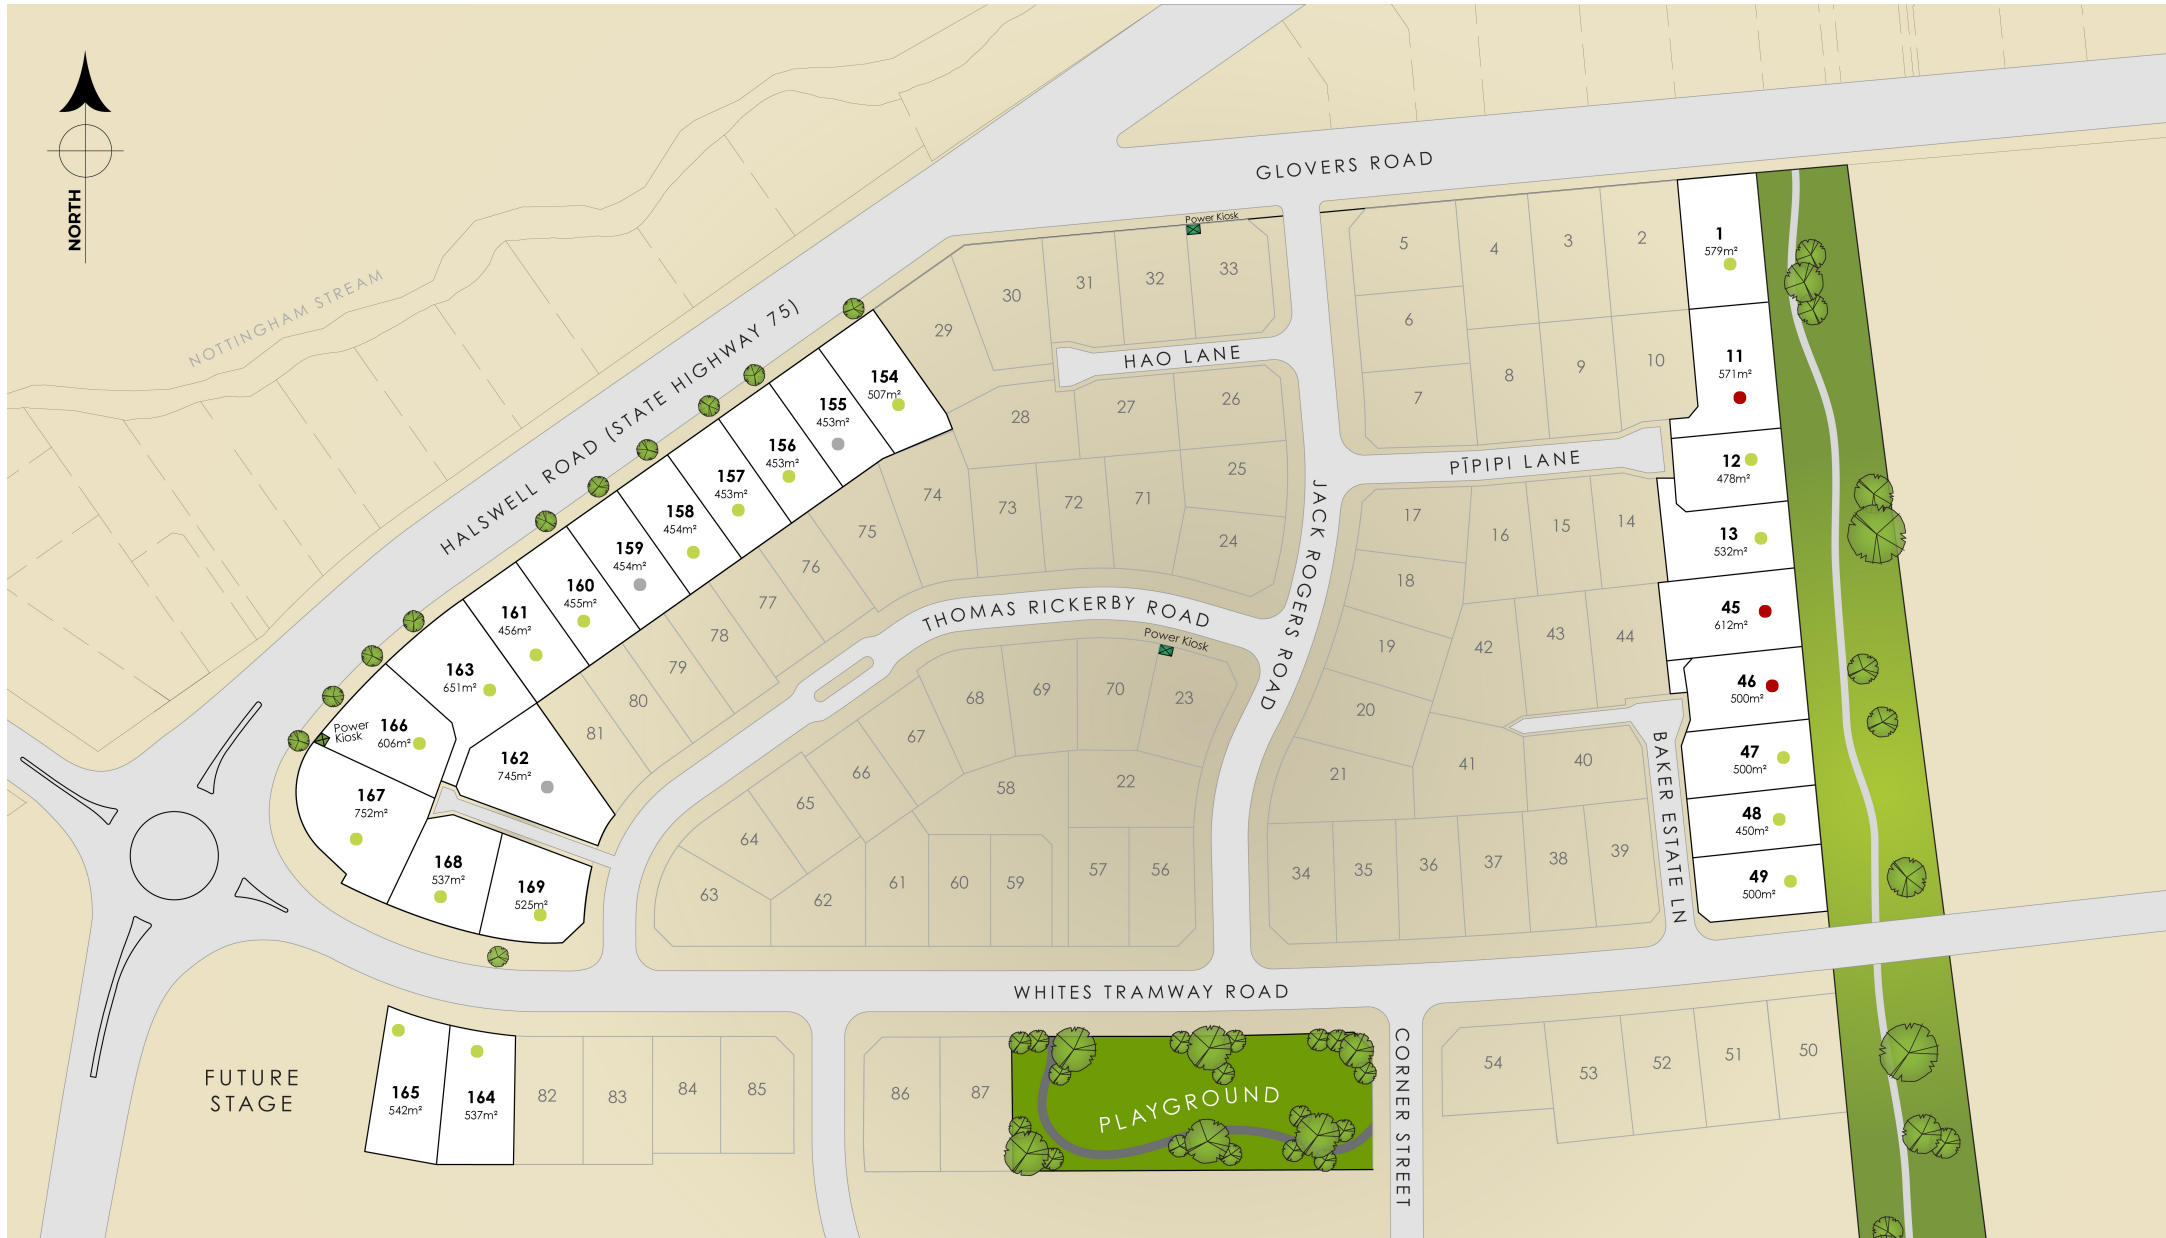 NORTH
NOTTINGHAM STREAM
HALSWELL ROAD (STATE HIGHWAY 75)
GLOVERS ROAD
Power Kiosk
HAO LANE
PĪPIPI LANE
JACK ROGERS ROAD
THOMAS RICKERBY ROAD
Power Kiosk
BAKER ESTATE LN
WHITES TRAMWAY ROAD
CORNER STREET
PLAYGROUND
FUTURE
STAGE
Power
Kiosk
1
579m²
2
3
4
5
6
7
8
9
10
11
571m²
12
478m²
13
532m²
14
15
16
17
18
19
20
21
22
23
24
25
26
27
28
29
30
31
32
33
34
35
36
37
38
39
40
41
42
43
44
45
612m²
46
500m²
47
500m²
48
450m²
49
500m²
50
51
52
53
54
56
57
58
59
60
61
62
63
64
65
66
67
68
69
70
71
72
73
74
75
76
77
78
79
80
81
82
83
84
85
86
87
154
507m²
155
453m²
156
453m²
157
453m²
158
454m²
159
454m²
160
455m²
161
456m²
162
745m²
163
651m²
164
537m²
165
542m²
166
606m²
167
752m²
168
537m²
169
525m²